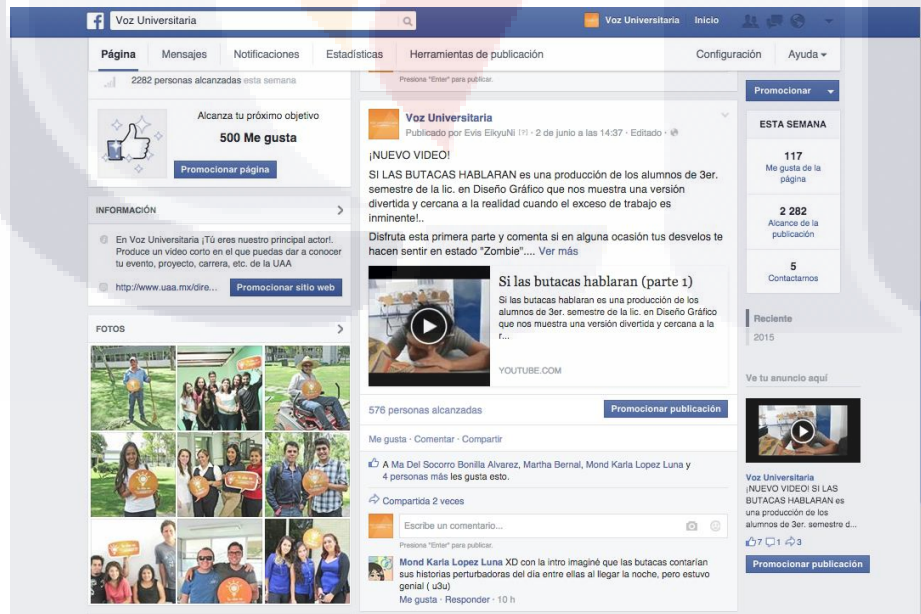 Voz Universitaria
Voz Universitaria Inicio
Página Mensajes Notificaciones Estadísticas Herramientas de publicación Configuración Ayuda
2282 personas alcanzadas esta semana
Alcanza tu próximo objetivo
500 Me gusta
Promocionar página
INFORMACIÓN
En Voz Universitaria ¡Tú eres nuestro principal actor!.
Produce un video corto en el que puedas dar a conocer
tu evento, proyecto, carrera, etc. de la UAA
http://www.uaa.mx/dire...
Promocionar sitio web
FOTOS
Presiona "Enter" para publicar.
Voz Universitaria
Publicado por Evis ElkyuNi [?] · 2 de junio a las 14:37 · Editado ·
¡NUEVO VIDEO!
SI LAS BUTACAS HABLARAN es una producción de los alumnos de 3er.
semestre de la lic. en Diseño Gráfico que nos muestra una versión
divertida y cercana a la realidad cuando el exceso de trabajo es
inminente!..
Disfruta esta primera parte y comenta si en alguna ocasión tus desvelos te
hacen sentir en estado "Zombie".... Ver más
Si las butacas hablaran (parte 1)
Si las butacas hablaran es una producción de los
alumnos de 3er. semestre de la lic. en Diseño Gráfico
que nos muestra una versión divertida y cercana a la
r...
YOUTUBE.COM
576 personas alcanzadas
Promocionar publicación
Me gusta · Comentar · Compartir
A Ma Del Socorro Bonilla Alvarez, Martha Bernal, Mond Karla Lopez Luna y
4 personas más les gusta esto.
Compartida 2 veces
Escribe un comentario...
Presiona "Enter" para publicar.
Mond Karla Lopez Luna XD con la intro imaginé que las butacas contarían
sus historias perturbadoras del día entre ellas al llegar la noche, pero estuvo
genial ( u3u)
Me gusta · Responder · 10 h
Promocionar
ESTA SEMANA
117
Me gusta de la
página
2 282
Alcance de la
publicación
5
Contactarnos
Reciente
2015
Ve tu anuncio aquí
Voz Universitaria
¡NUEVO VIDEO! SI LAS
BUTACAS HABLARAN es
una producción de los
alumnos de 3er. semestre d...
7 1 3
Promocionar publicación